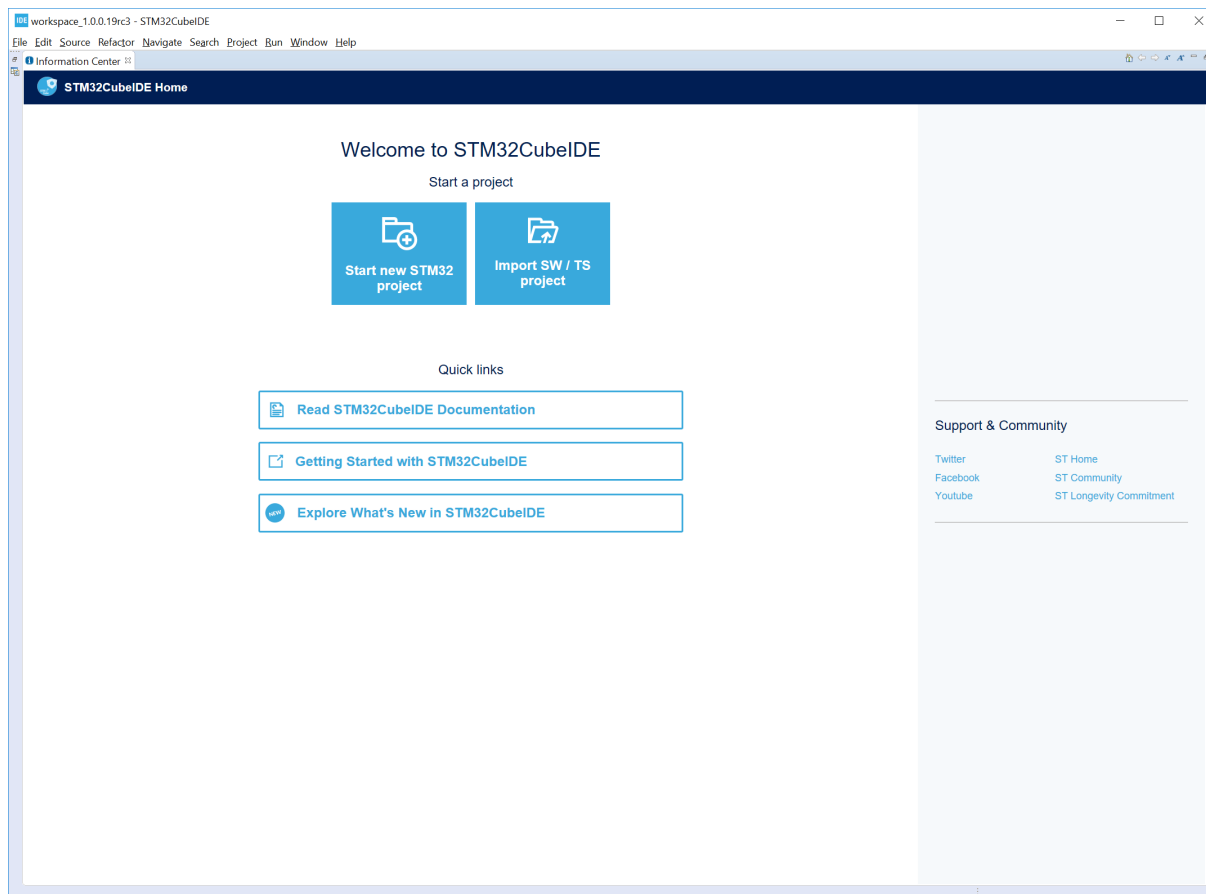 IDE workspace_1.0.0.19rc3 - STM32CubeIDE
File Edit Source Refactor Navigate Search Project Run Window Help
Information Center
STM32CubeIDE Home
Welcome to STM32CubeIDE
Start a project
Start new STM32
project
Import SW / TS
project
Quick links
Read STM32CubeIDE Documentation
Getting Started with STM32CubeIDE
NEW Explore What's New in STM32CubeIDE
Support & Community
Twitter ST Home
Facebook ST Community
Youtube ST Longevity Commitment